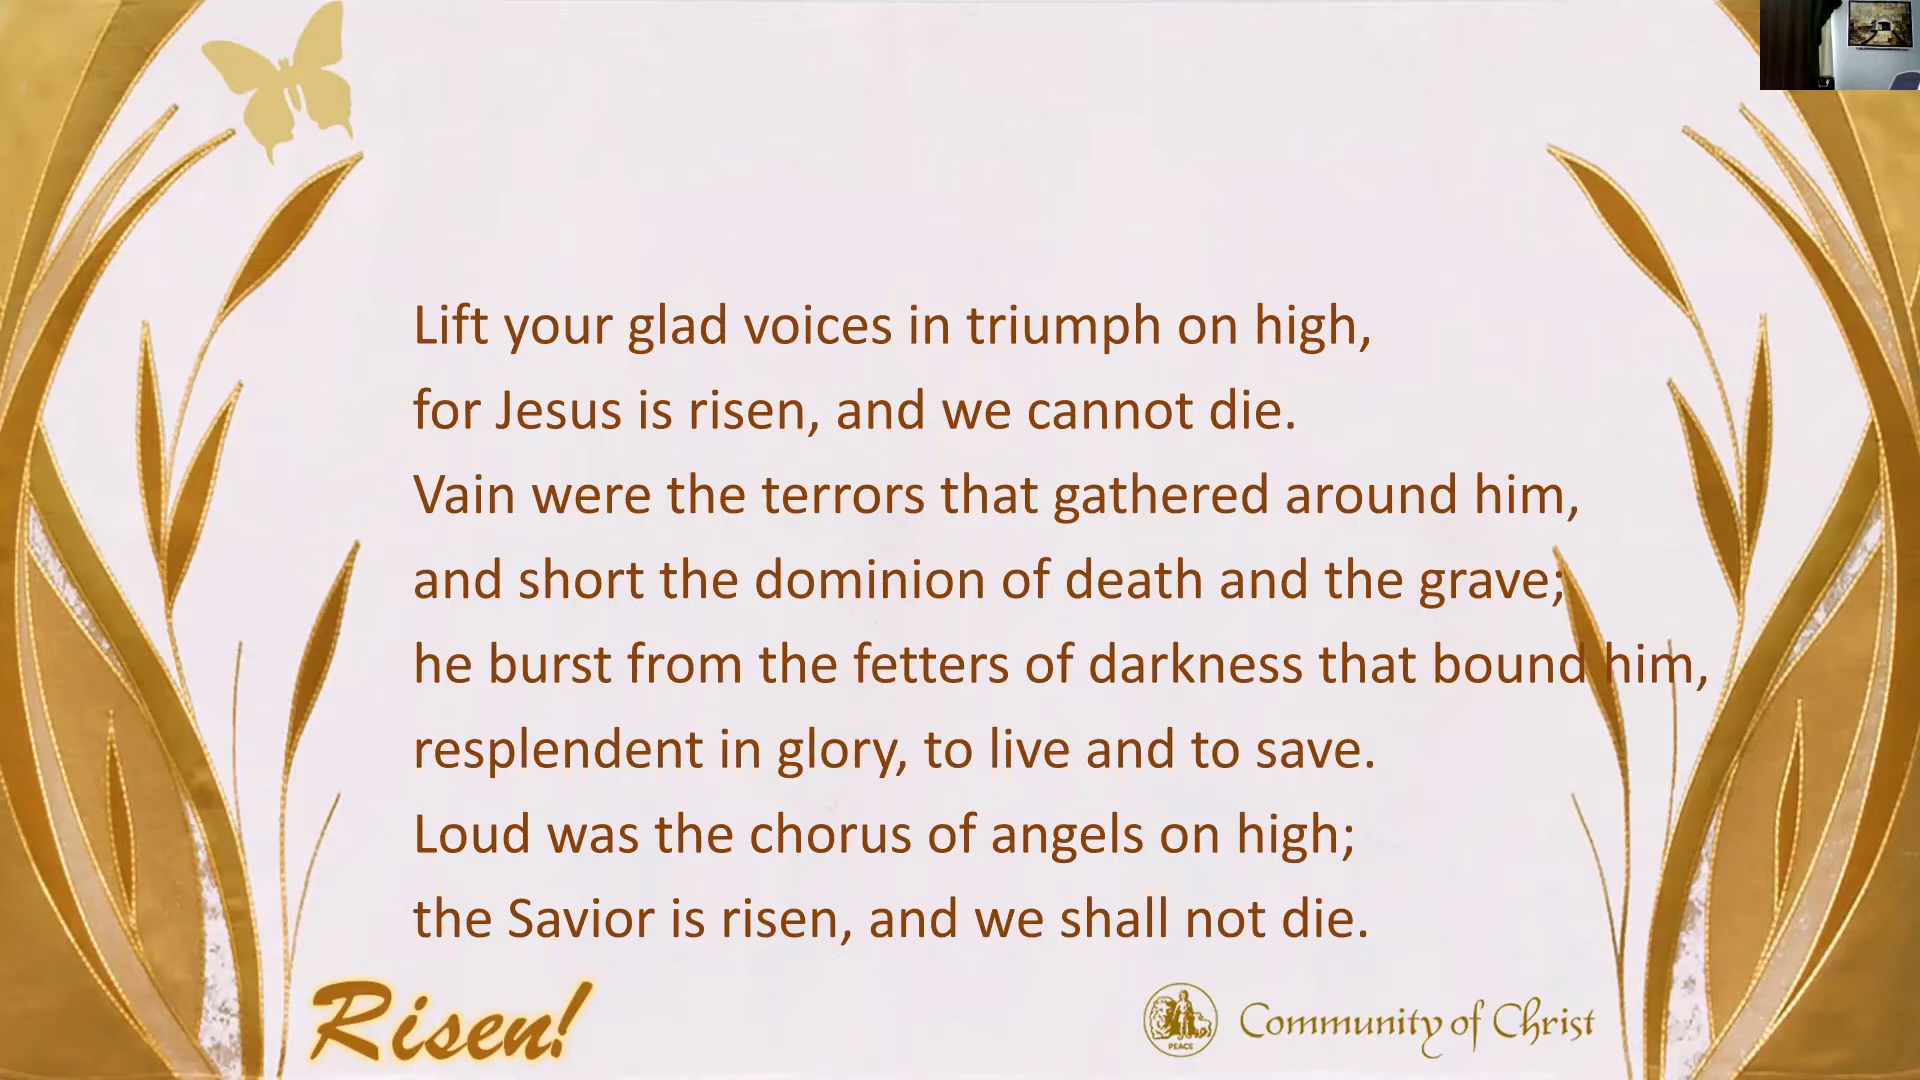 Lift your glad voices in triumph on high,
for Jesus is risen, and we cannot die.
Vain were the terrors that gathered around him,
and short the dominion of death and the grave;
he burst from the fetters of darkness that bound him,
resplendent in glory, to live and to save.
Loud was the chorus of angels on high;
the Savior is risen, and we shall not die.
Risen!
PEACE
Community of Christ